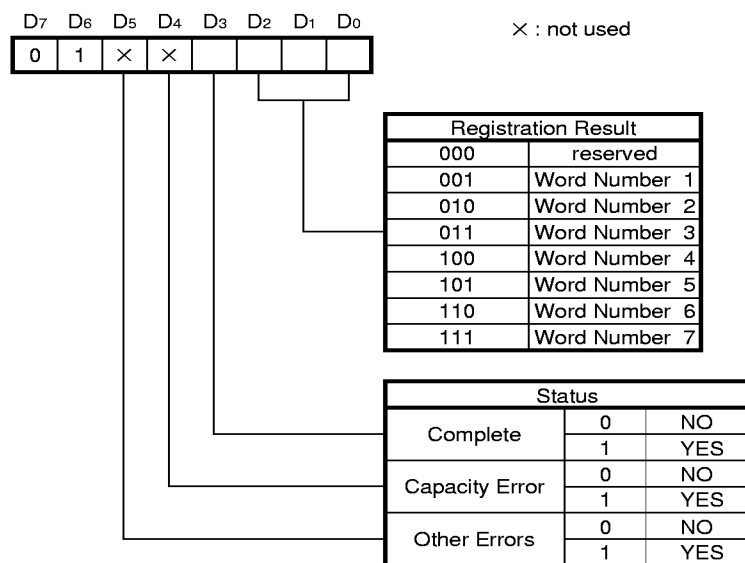 D7 D6 D5 D4 D3 D2 D1 D0
× : not used
0 1 × ×
Registration Result
000 reserved
001 Word Number 1
010 Word Number 2
011 Word Number 3
100 Word Number 4
101 Word Number 5
110 Word Number 6
111 Word Number 7
Status
Complete 0 NO
1 YES
Capacity Error 0 NO
1 YES
Other Errors 0 NO
1 YES